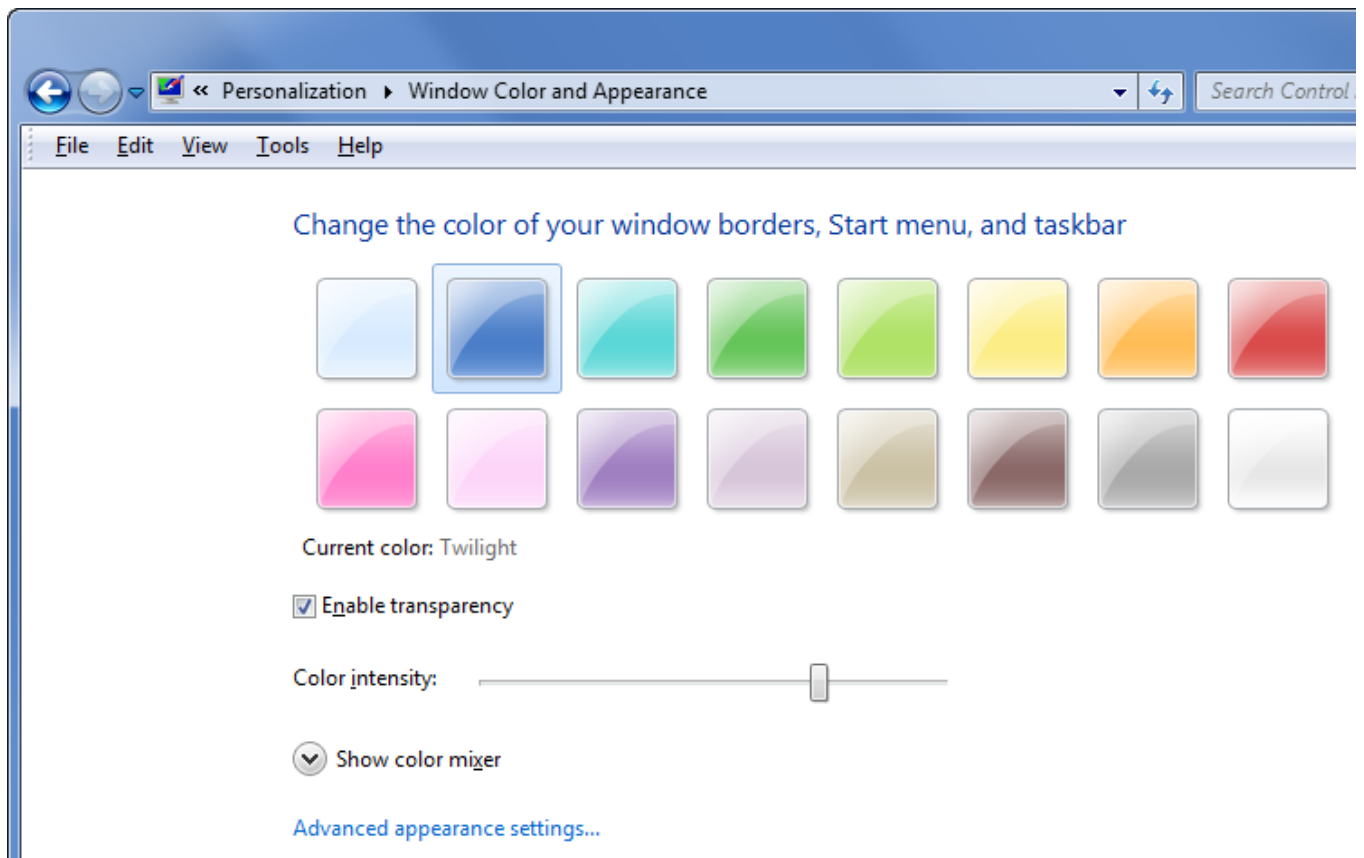 « Personalization ▸ Window Color and Appearance
Search Control
File Edit View Tools Help
Change the color of your window borders, Start menu, and taskbar
Current color: Twilight
Enable transparency
Color intensity:
Show color mixer
Advanced appearance settings...